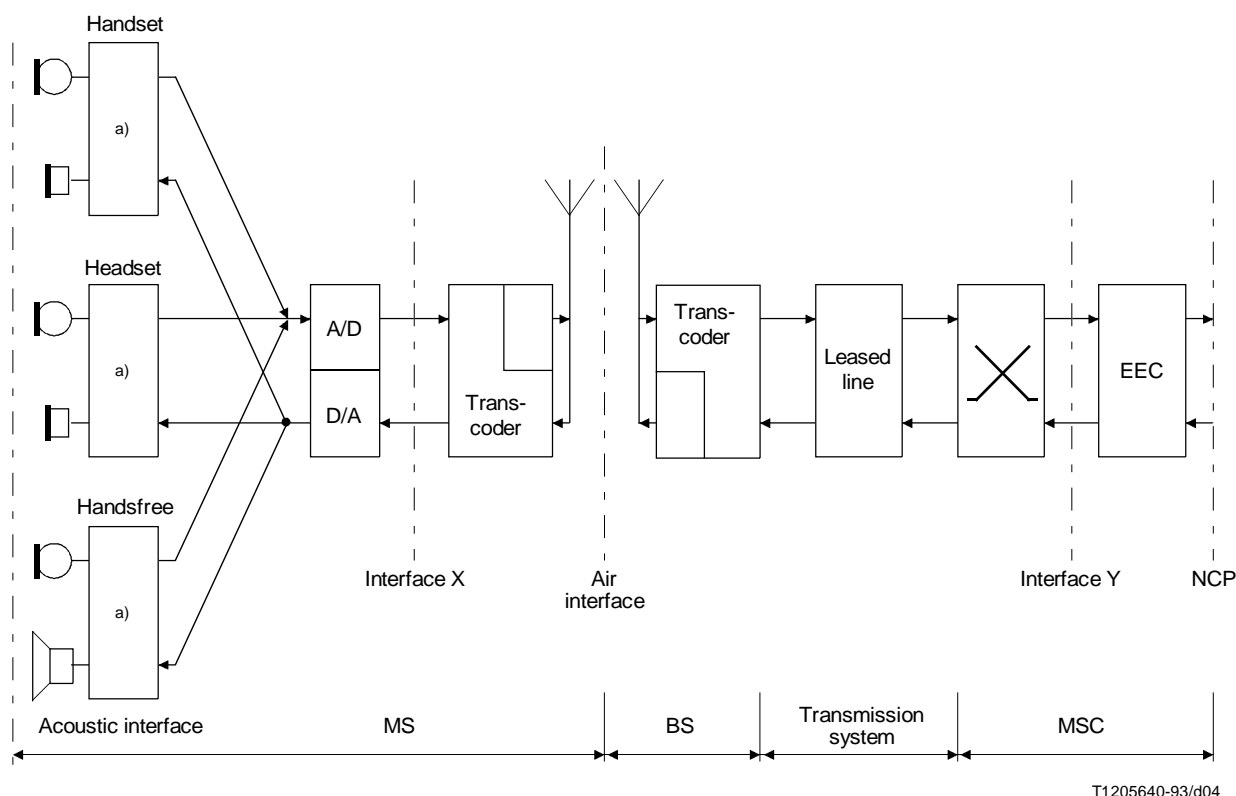 Handset
a)
Headset
a)
Handsfree
a)
A/D
D/A
Trans-
coder
Trans-
coder
Leased
line
EEC
Interface X
Air
interface
Interface Y
NCP
Acoustic interface
MS
BS
Transmission
system
MSC
T1205640-93/d04